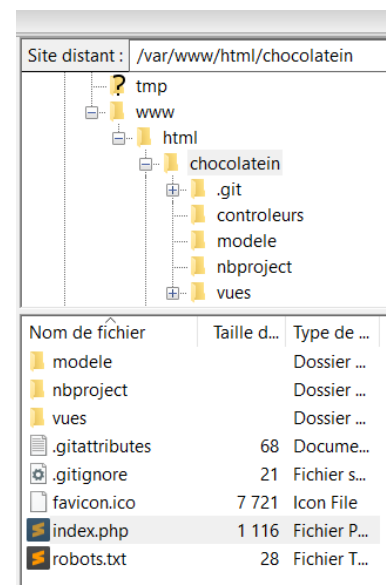 Site distant : /var/www/html/chocolatein
tmp
www
html
chocolatein
.git
controleurs
modele
nbproject
vues
Nom de fichier Taille d... Type de ...
modele Dossier ...
nbproject Dossier ...
vues Dossier ...
.gitattributes 68 Docume...
.gitignore 21 Fichier s...
favicon.ico 7 721 Icon File
index.php 1 116 Fichier P...
robots.txt 28 Fichier T...